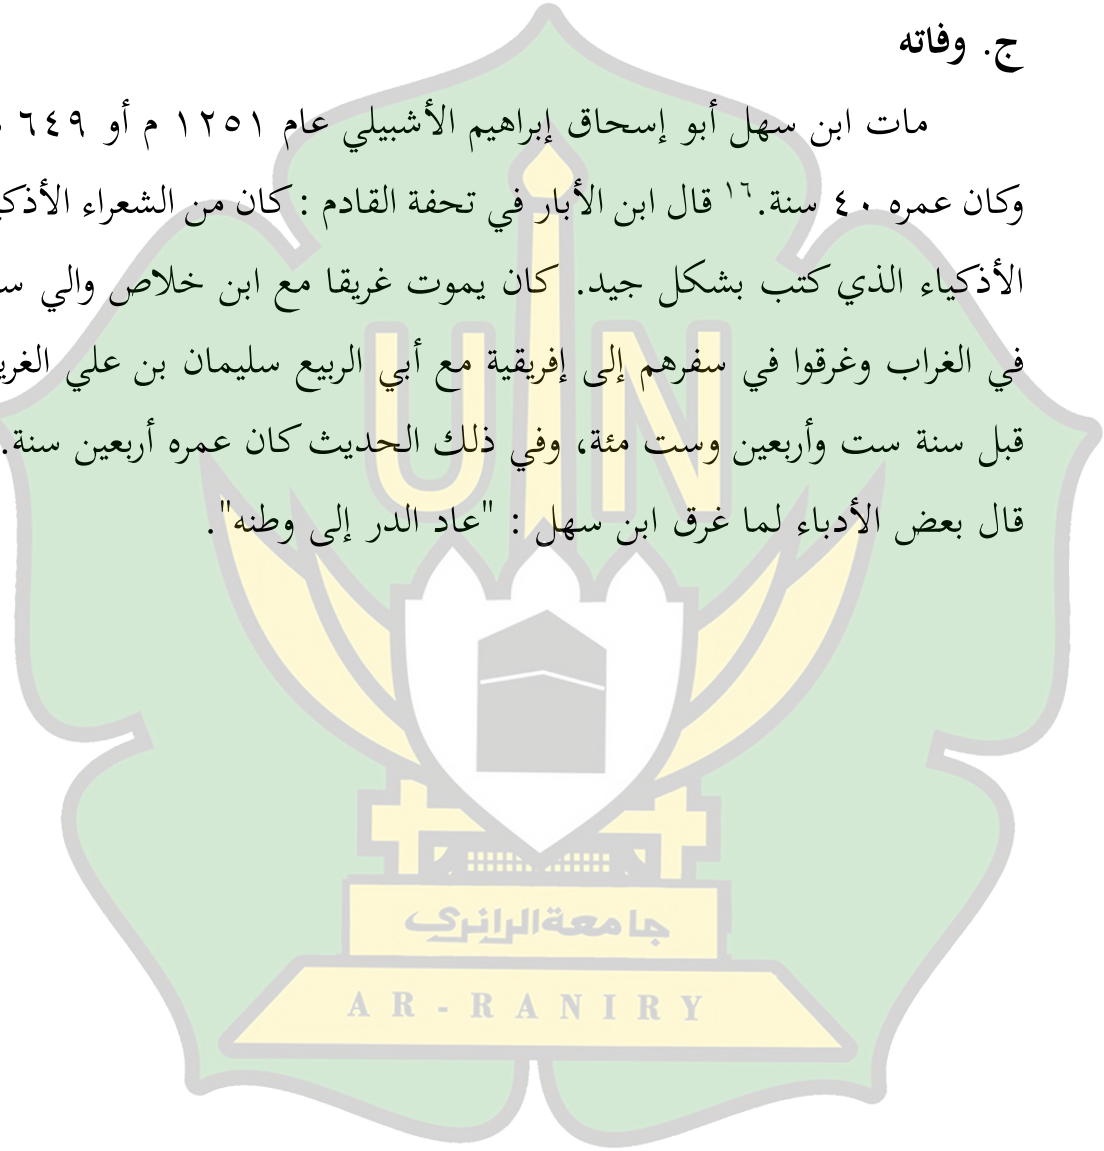 ج. وفاته
مات ابن سهل أبو إسحاق إبراهيم الأشبيلي عام ١٢٥١ م أو ٦٤٩
وكان عمره ٤٠ سنة.١٦ قال ابن الأبار في تحفة القادم : كان من الشعراء
الأذكياء الذي كتب بشكل جيد. كان يموت غريقا مع ابن خلاص والي
في الغراب وغرقوا في سفرهم إلى إفريقية مع أبي الربيع سليمان بن علي
قبل سنة ست وأربعين وست مئة، وفي ذلك الحديث كان عمره أربعين سنة.
قال بعض الأدباء لما غرق ابن سهل : "عاد الدر إلى وطنه".
UIN
جامعة الرانري
AR-RANIRY